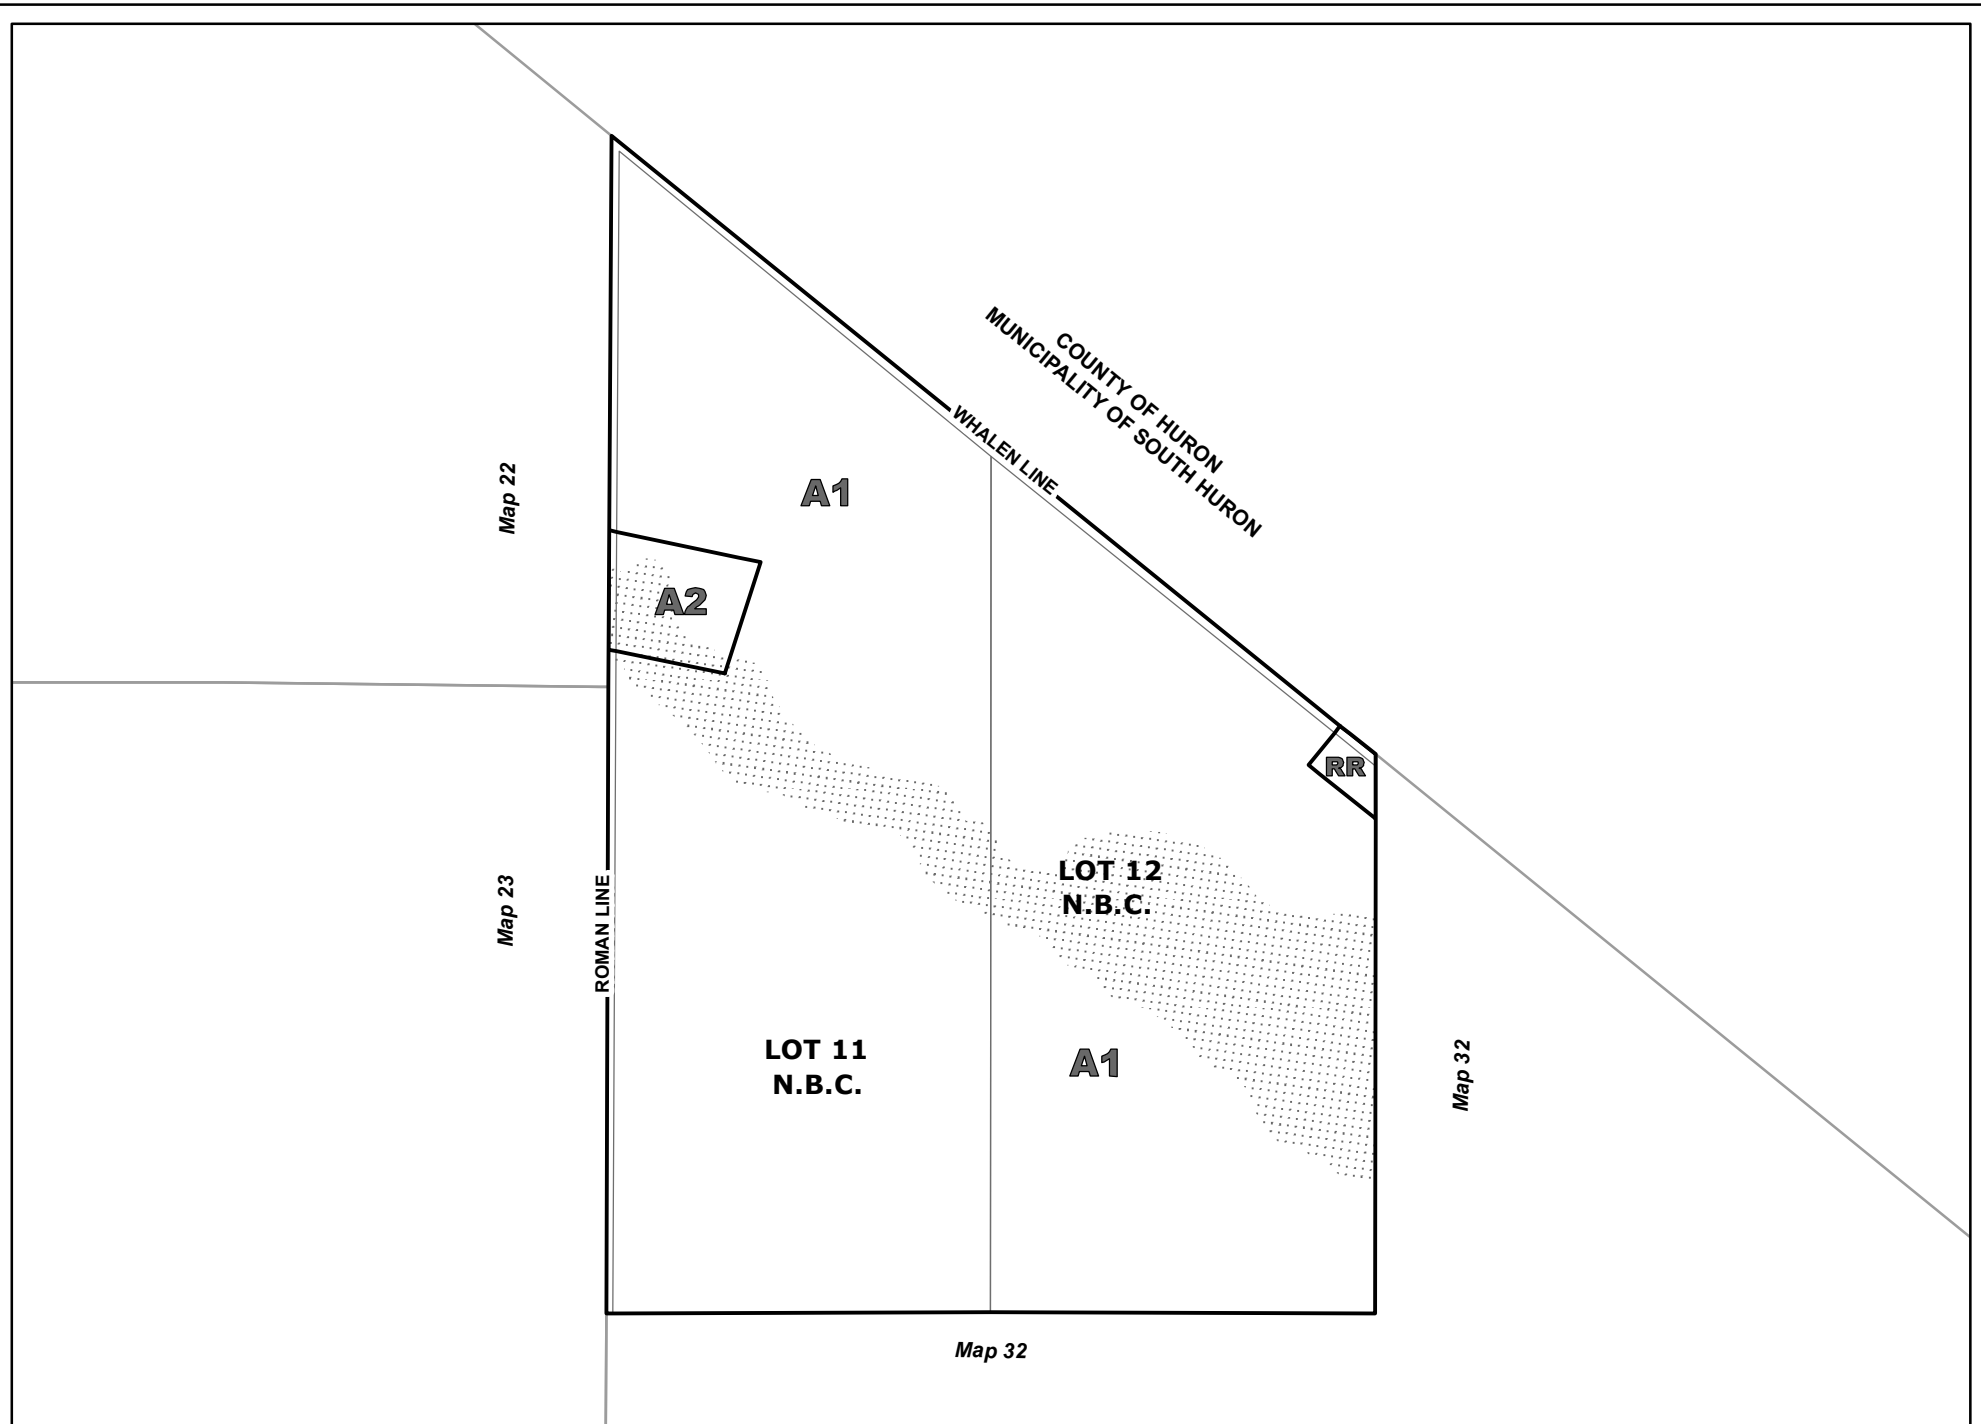 COUNTY OF HURON
MUNICIPALITY OF SOUTH HURON
WHALEN LINE
Map 22
A1
A2
RR
LOT 12
N.B.C.
Map 23
ROMAN LINE
LOT 11
N.B.C.
A1
Map 32
Map 32